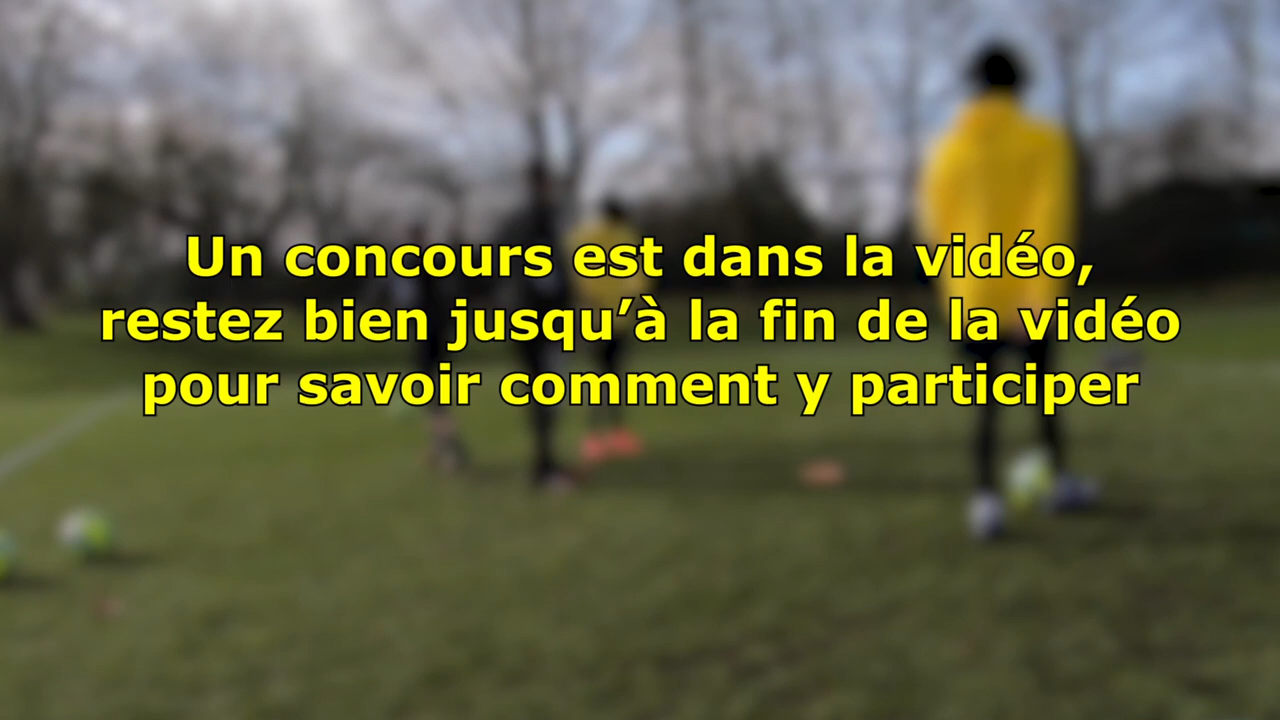 Un concours est dans la vidéo,
restez bien jusqu’à la fin de la vidéo
pour savoir comment y participer